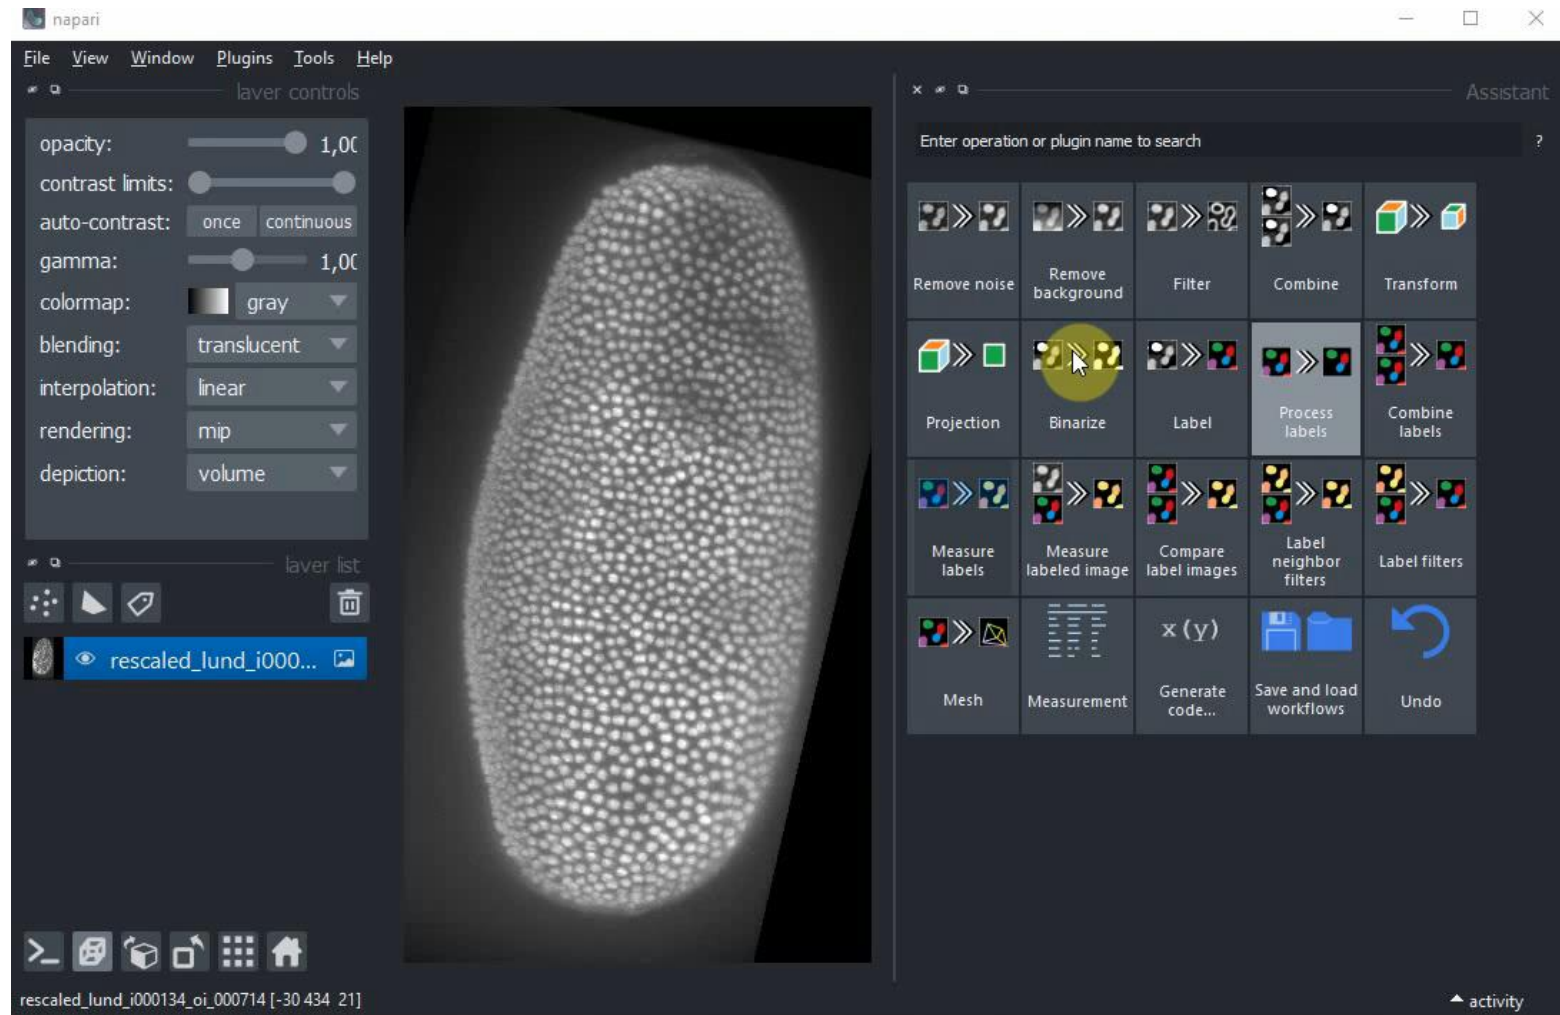 napari
File View Window Plugins Tools Help
layer controls
Assistant
opacity: 1,00
contrast limits:
auto-contrast: once continuous
gamma: 1,00
colormap: gray
blending: translucent
interpolation: linear
rendering: mip
depiction: volume
layer list
rescaled_lund_i000...
Enter operation or plugin name to search ?
Remove noise
Remove
background
Filter
Combine
Transform
Projection
Binarize
Label
Process
labels
Combine
labels
Measure
labels
Measure
labeled image
Compare
label images
Label
neighbor
filters
Label filters
x(y)
Mesh
Measurement
Generate
code...
Save and load
workflows
Undo
rescaled_lund_i000134_oi_000714 [-30 434 21]
activity